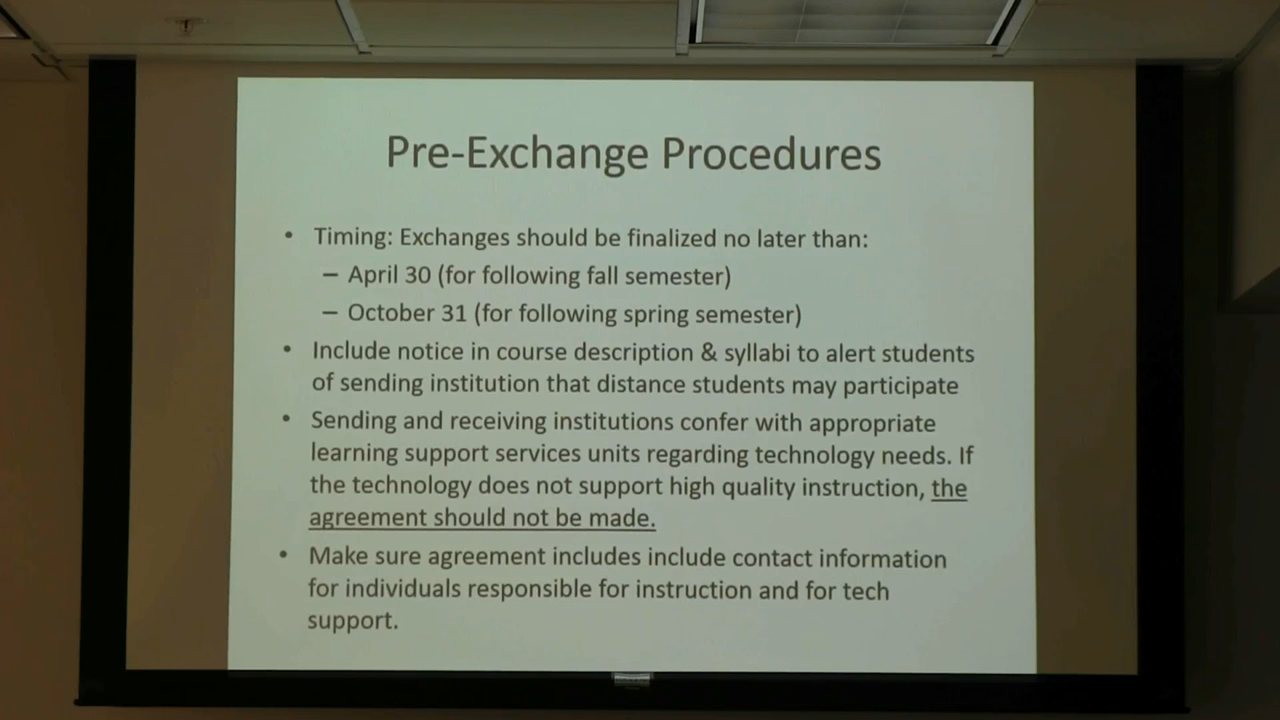 Pre-Exchange Procedures
• Timing: Exchanges should be finalized no later than:
– April 30 (for following fall semester)
– October 31 (for following spring semester)
• Include notice in course description & syllabi to alert students
of sending institution that distance students may participate
• Sending and receiving institutions confer with appropriate
learning support services units regarding technology needs. If
the technology does not support high quality instruction, the
agreement should not be made.
• Make sure agreement includes include contact information
for individuals responsible for instruction and for tech
support.